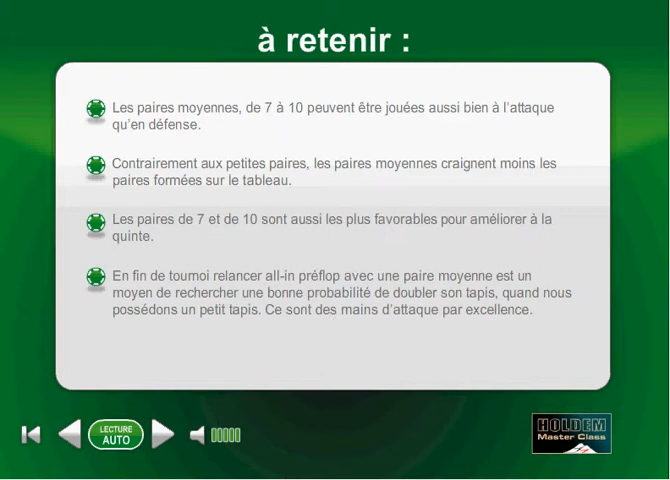 à retenir :
Les paires moyennes, de 7 à 10 peuvent être jouées aussi bien à l'attaque
qu'en défense.
Contrairement aux petites paires, les paires moyennes craignent moins les
paires formées sur le tableau.
Les paires de 7 et de 10 sont aussi les plus favorables pour améliorer à la
quinte.
En fin de tournoi relancer all-in préflop avec une paire moyenne est un
moyen de rechercher une bonne probabilité de doubler son tapis, quand nous
possédons un petit tapis. Ce sont des mains d'attaque par excellence.
LECTURE
AUTO
HOLDEM
Master Class